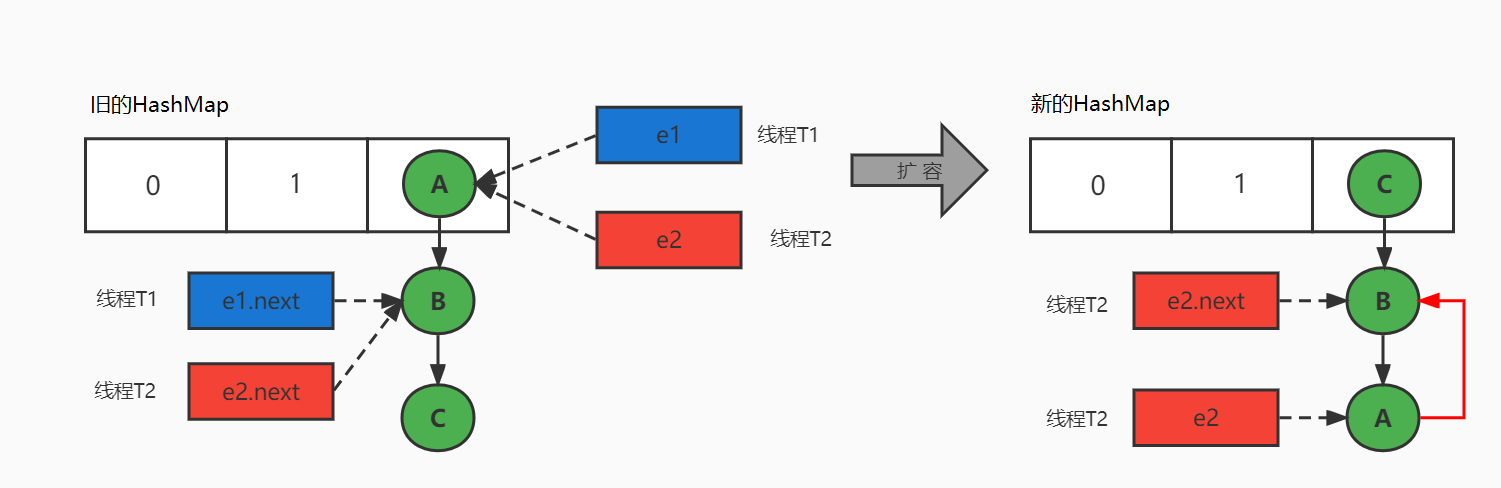 旧的HashMap
0
1
A
e1
线程T1
e2
线程T2
线程T1
e1.next
B
线程T2
e2.next
C
扩 容
新的HashMap
0
1
C
线程T2
e2.next
B
线程T2
e2
A